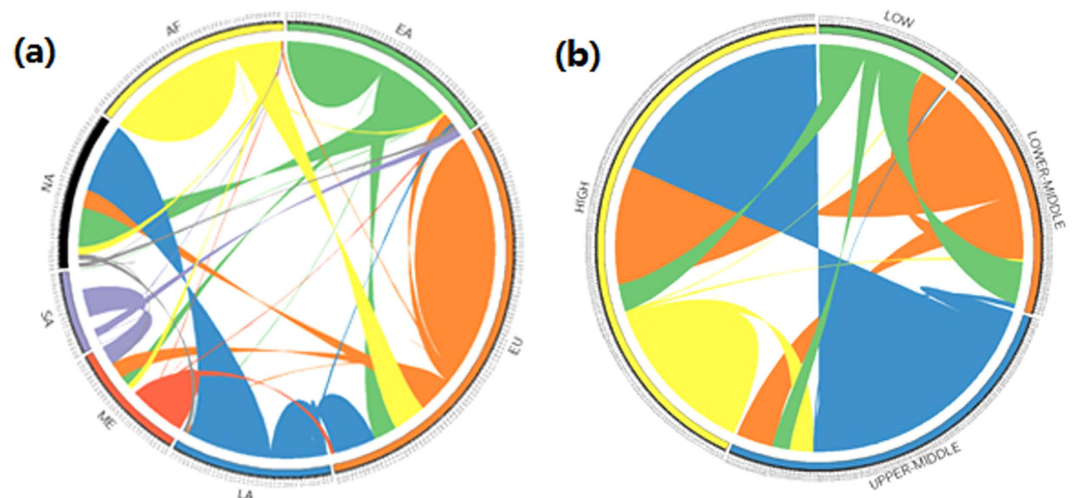 (a)
AF
EA
NA
EU
SA
ME
LA
(b)
LOW
LOWER-MIDDLE
HIGH
UPPER-MIDDLE